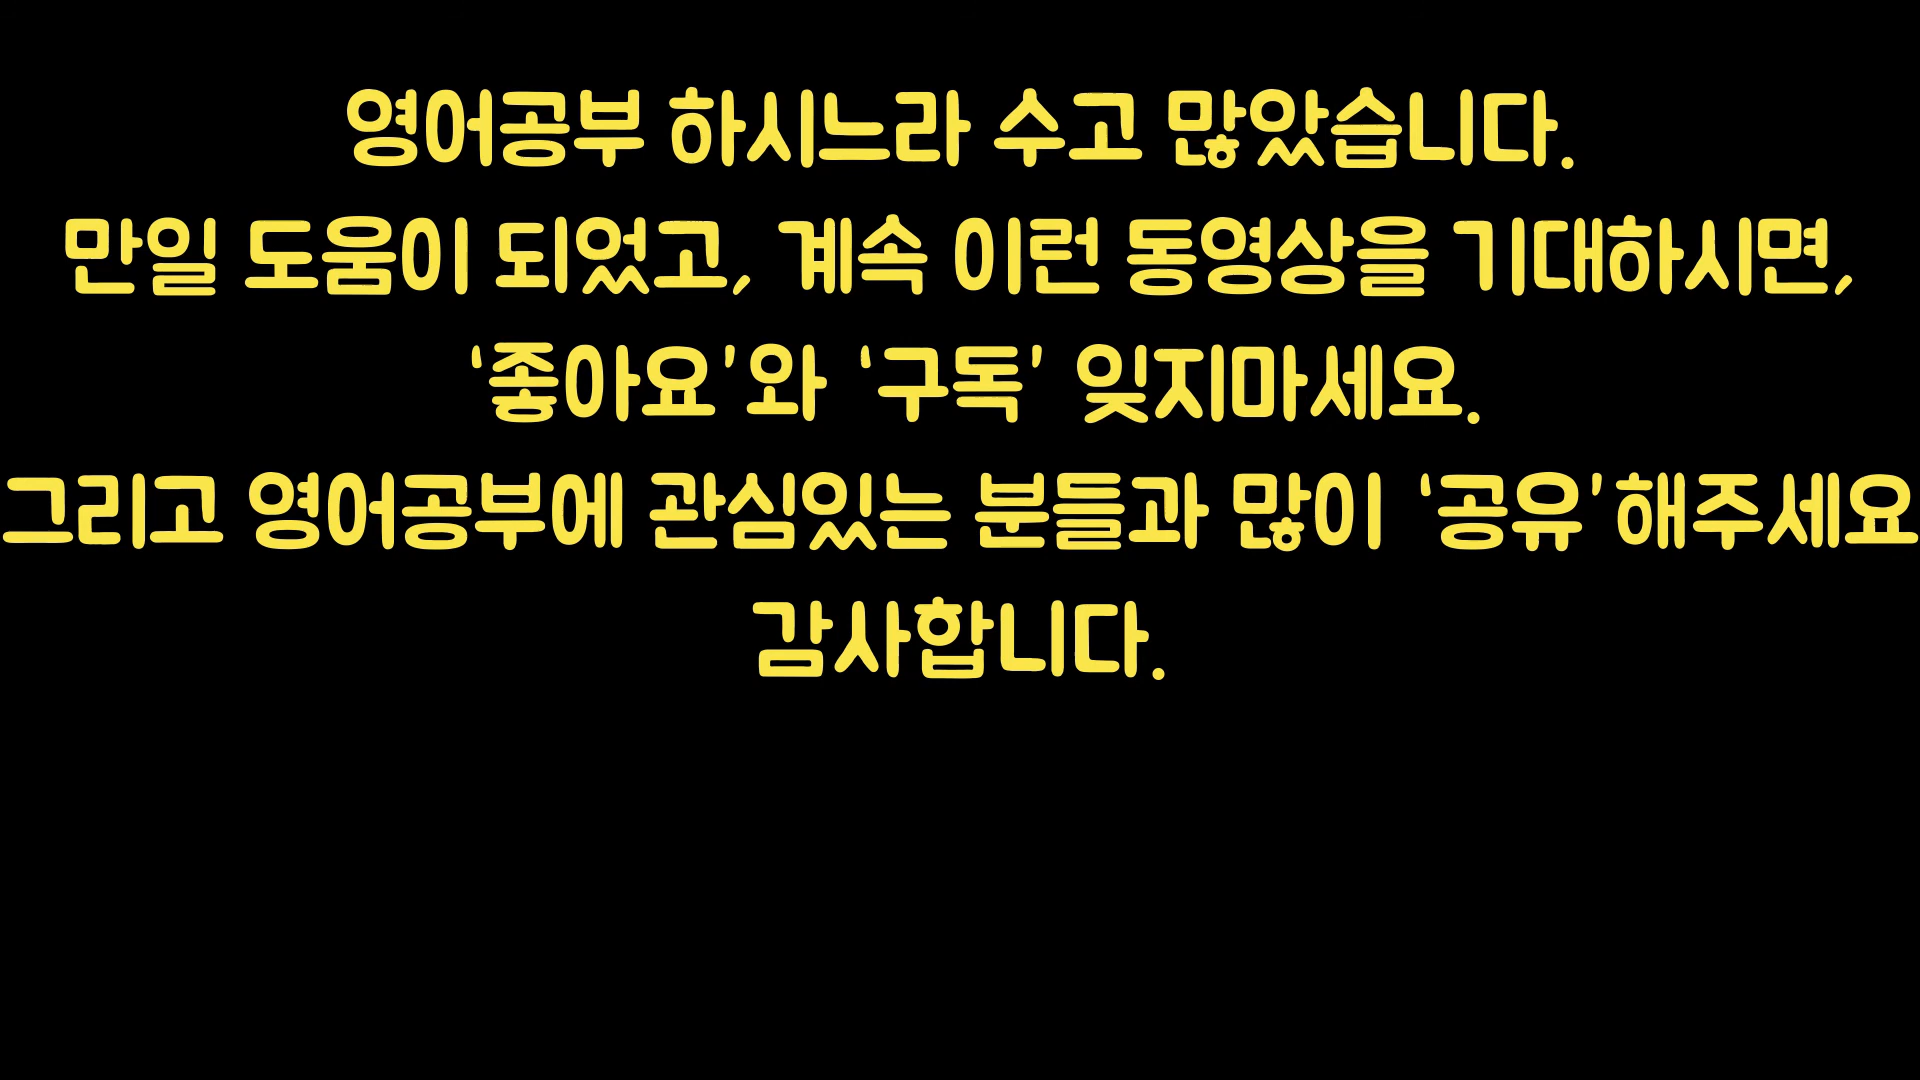 영어공부 하시느라 수고 많았습니다.
만일 도움이 되었고, 계속 이런 동영상을 기대하시면,
‘좋아요’와 ‘구독’ 잊지마세요.
그리고 영어공부에 관심있는 분들과 많이 ‘공유’해주세요
감사합니다.